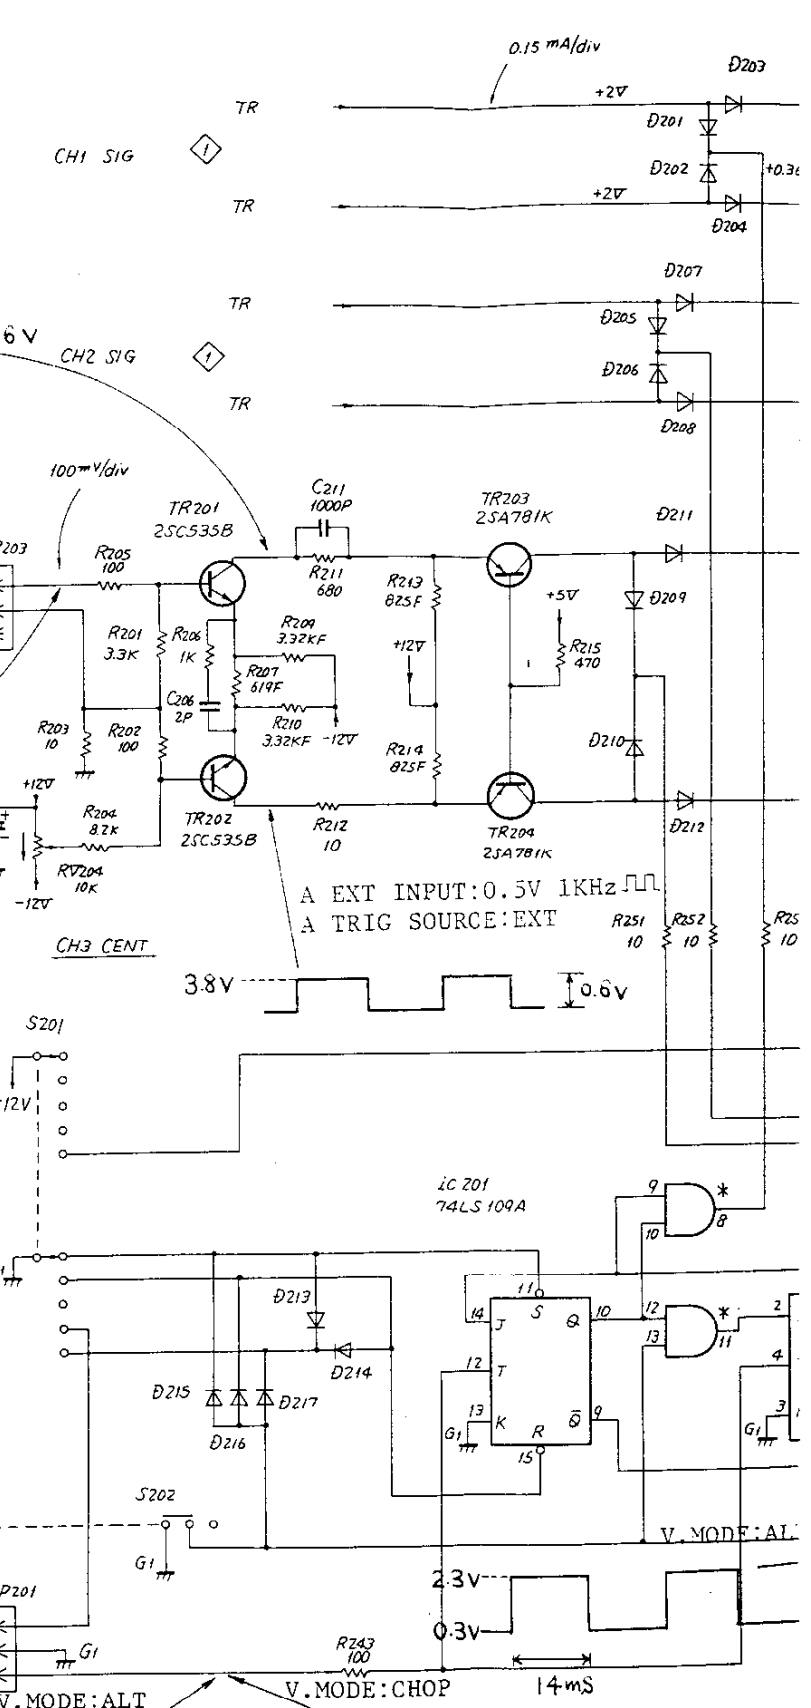 0.15 mA/div
D203
TR
+2V
D201
CH1 SIG
1
D202
TR
+2V
D204
D207
TR
D205
6V
CH2 SIG
1
D206
TR
D208
100mV/div
C211
1000P
TR201
2SC535B
TR203
2SA781K
D211
R205
100
R211
680
R213
825F
+5V
D209
R201
3.3K
R206
1K
R209
3.32KF
+12V
R215
470
R207
619F
C206
2P
R203
10
R202
100
R210
3.32KF
-12V
R214
825F
D210
+12V
R204
8.2K
TR202
2SC535B
R212
10
TR204
2SA781K
D212
RV204
10K
-12V
A EXT INPUT:0.5V 1KHz
A TRIG SOURCE:EXT
R251
10
R252
10
10
CH3 CENT
3.8V
0.6V
S201
iC 201
74LS109A
9
*
10
8
11
S
D213
14
J
Q
10
12
*
2
13
11
12
T
4
D214
D215
D217
13
K
Q
9
3
G1
G1
D216
R
15
S202
G1
V.MODE:AL
2.3V
P201
0.3V
G1
R243
100
V.MODE:ALT
V.MODE:CHOP
14mS